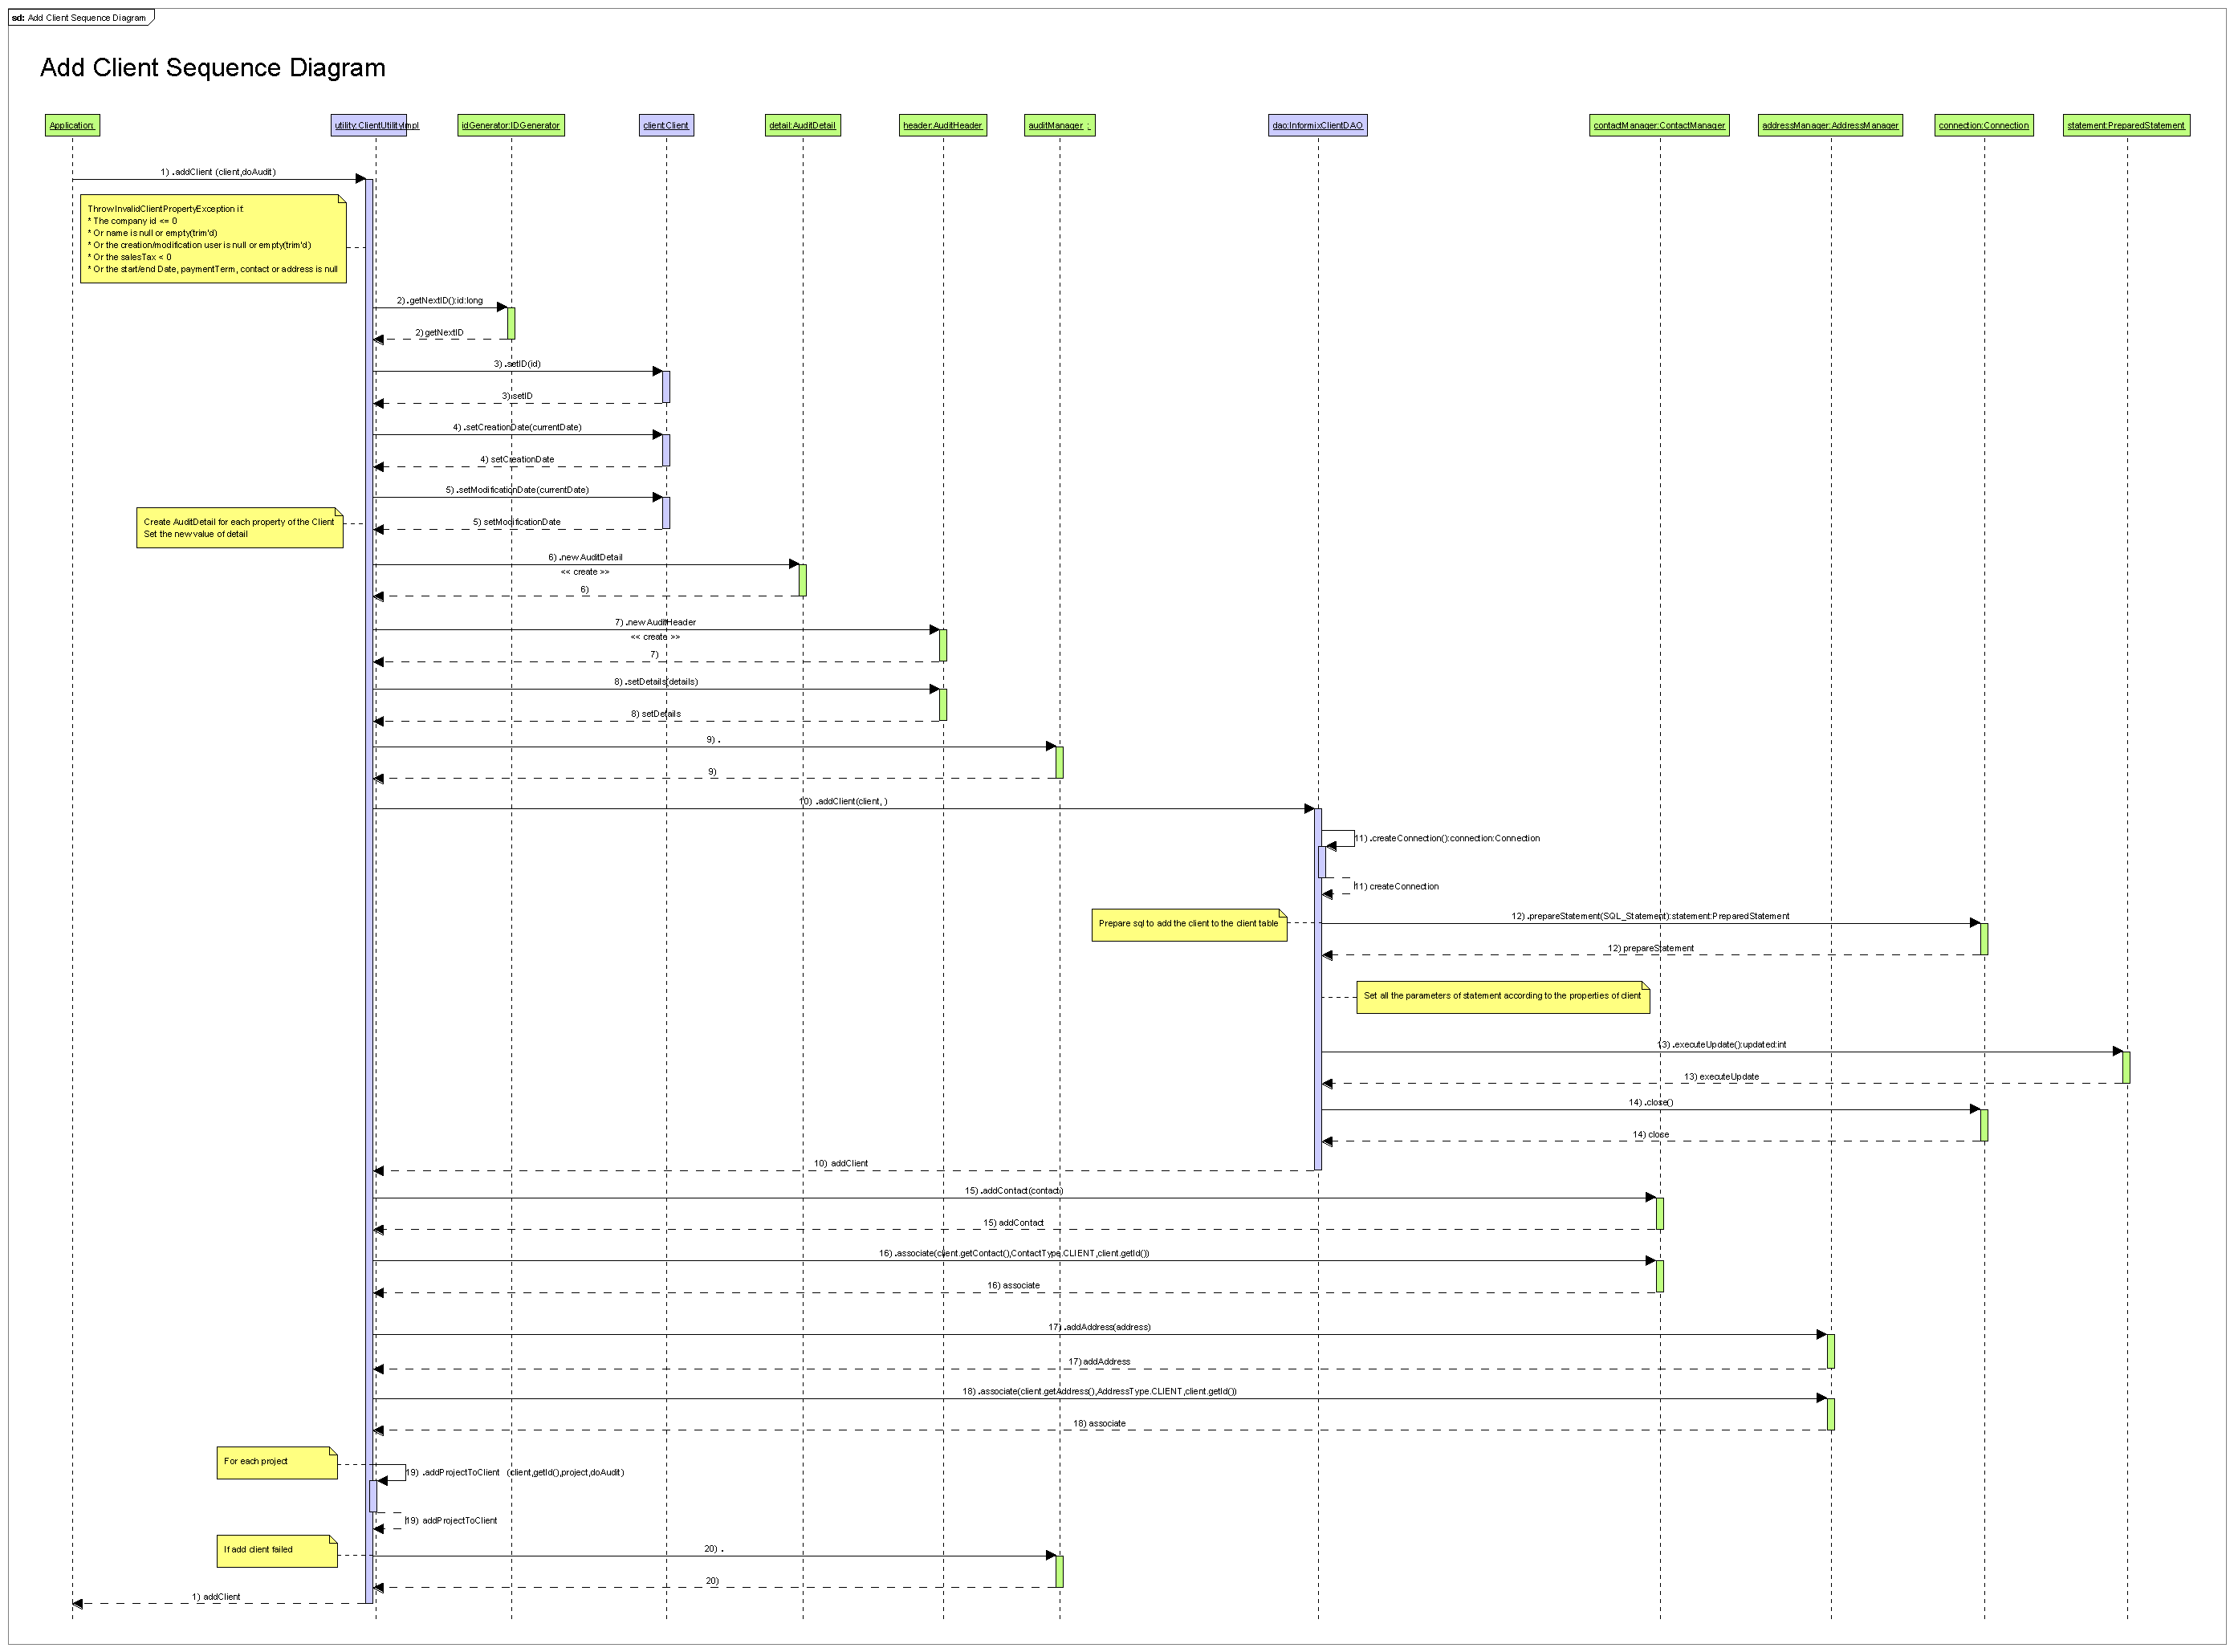 sd: Add Client Sequence Diagram
Add Client Sequence Diagram
Application:
utility:ClientUtilityImpl
idGenerator:IDGenerator
client:Client
detail:AuditDetail
header:AuditHeader
auditManager :
dao:InformixClientDAO
contactManager:ContactManager
addressManager:AddressManager
connection:Connection
statement:PreparedStatement
1) .addClient (client,doAudit)
Throw InvalidClientPropertyException if:
* The company id <= 0
* Or name is null or empty(trim'd)
* Or the creation/modification user is null or empty(trim'd)
* Or the salesTax < 0
* Or the start/end Date, paymentTerm, contact or address is null
2) .getNextID():id:long
2) getNextID
3) .setID(id)
3) setID
4) .setCreationDate(currentDate)
4) setCreationDate
5) .setModificationDate(currentDate)
Create AuditDetail for each property of the Client
Set the new value of detail
5) setModificationDate
6) .new AuditDetail
<< create >>
6)
7) .new AuditHeader
<< create >>
7)
8) .setDetails(details)
8) setDetails
9) .
9)
10) .addClient(client, )
11) .createConnection():connection:Connection
11) createConnection
Prepare sql to add the client to the client table
12) .prepareStatement(SQL_Statement):statement:PreparedStatement
12) prepareStatement
Set all the parameters of statement according to the properties of client
13) .executeUpdate():updated:int
13) executeUpdate
14) .close()
14) close
10) addClient
15) .addContact(contact)
15) addContact
16) .associate(client.getContact(),ContactType.CLIENT,client.getId())
16) associate
17) .addAddress(address)
17) addAddress
18) .associate(client.getAddress(),AddressType.CLIENT,client.getId())
18) associate
For each project
19) .addProjectToClient (client,getId(),project,doAudit)
19) addProjectToClient
If add client failed
20) .
20)
1) addClient